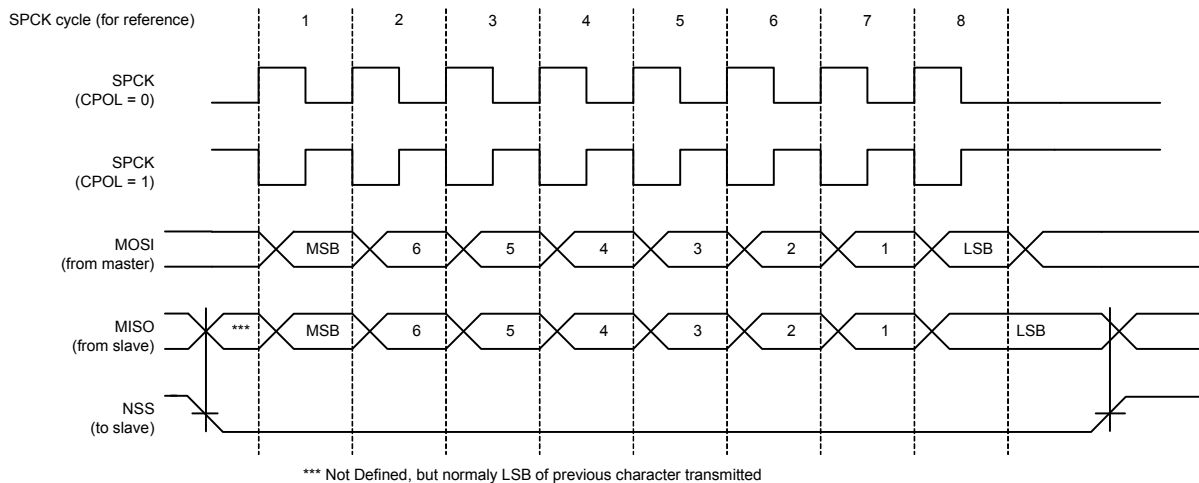 SPCK cycle (for reference) 1 2 3 4 5 6 7 8
SPCK
(CPOL = 0)
SPCK
(CPOL = 1)
MOSI
(from master)
MSB 6 5 4 3 2 1 LSB
MISO
(from slave)
*** MSB 6 5 4 3 2 1 LSB
NSS
(to slave)
*** Not Defined, but normaly LSB of previous character transmitted